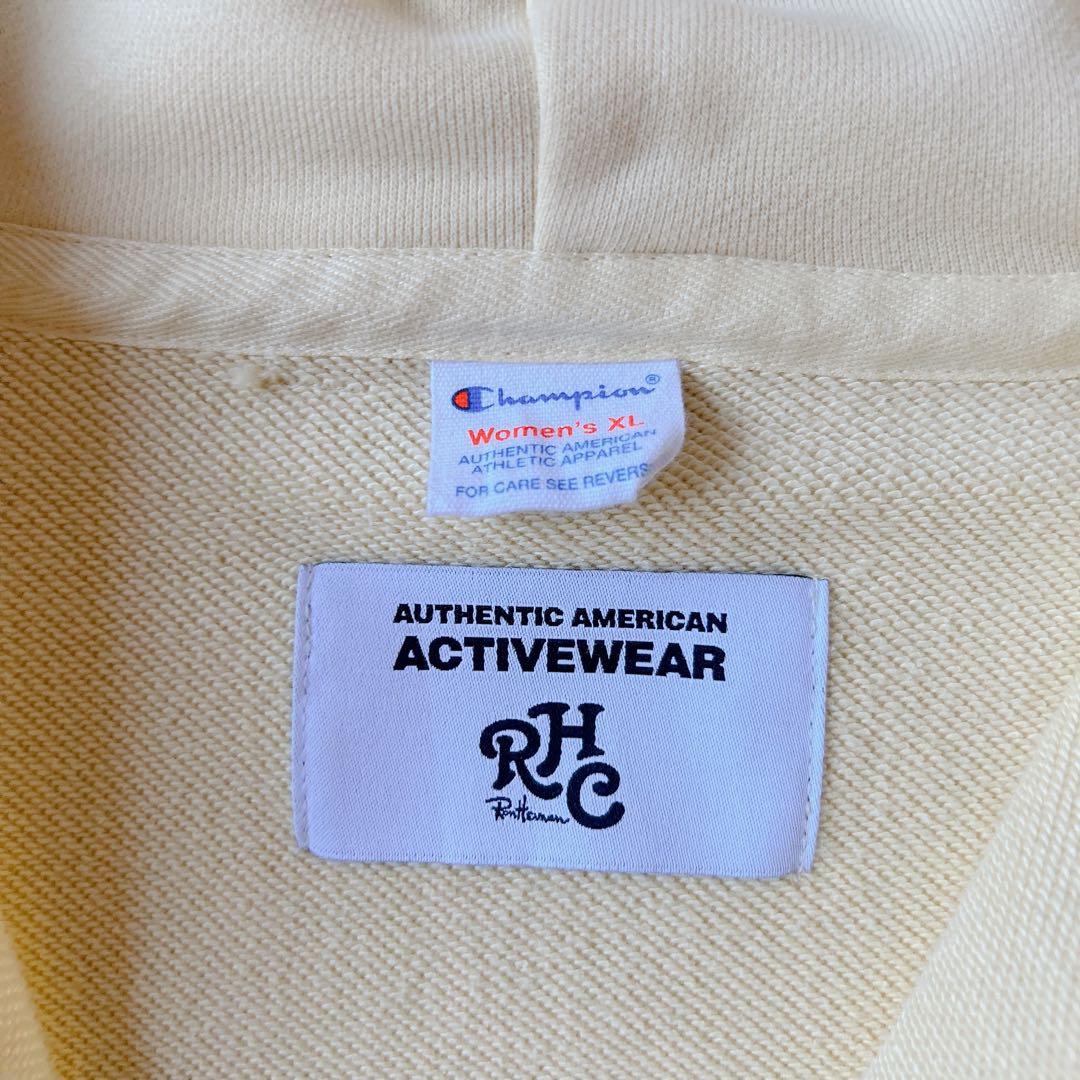 Champion®
Women's XL
AUTHENTIC AMERICAN
ATHLETIC APPAREL
FOR CARE SEE REVERS
AUTHENTIC AMERICAN
ACTIVEWEAR
RHC
Ron Herman